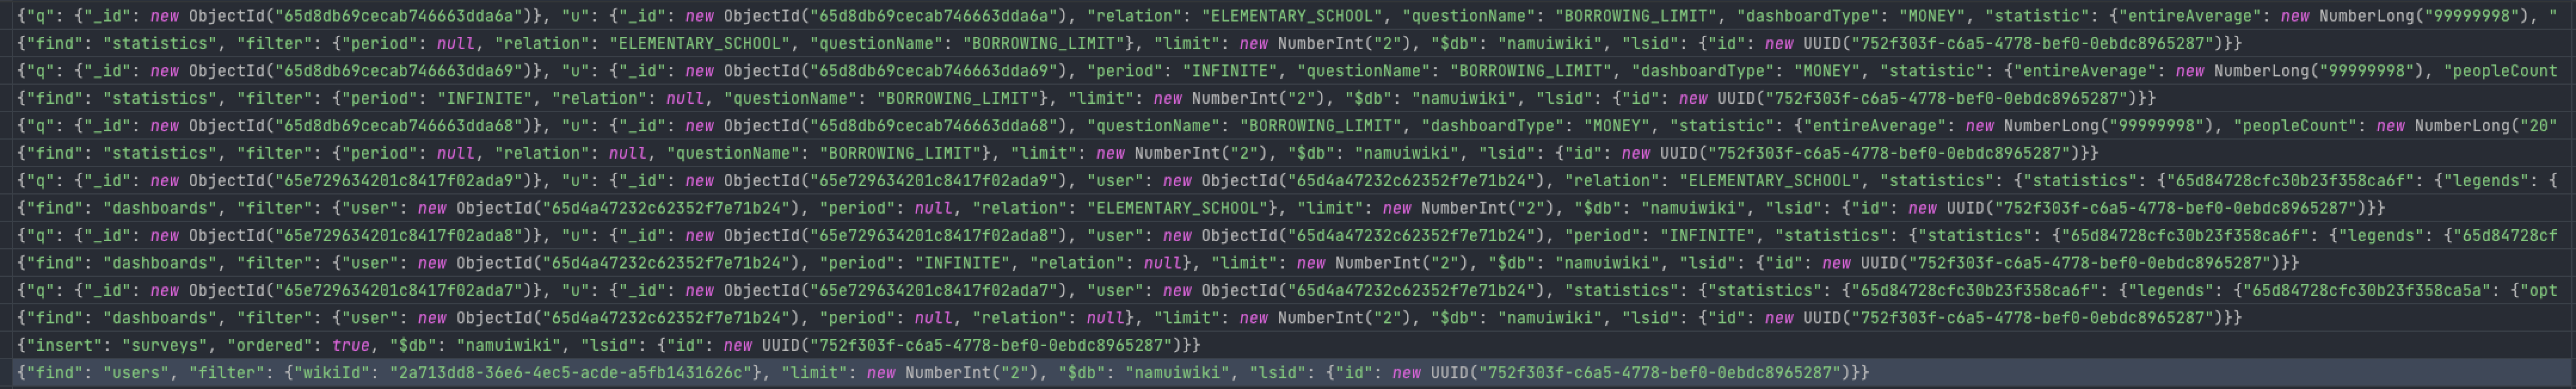 {"q": {"_id": new ObjectId("65d8db69cecab746663dda6a")}, "u": {"_id": new ObjectId("65d8db69cecab746663dda6a"), "relation": "ELEMENTARY_SCHOOL", "questionName": "BORROWING_LIMIT", "dashboardType": "MONEY", "statistic": {"entireAverage": new NumberLong("99999998"), "
{"find": "statistics", "filter": {"period": null, "relation": "ELEMENTARY_SCHOOL", "questionName": "BORROWING_LIMIT"}, "limit": new NumberInt("2"), "$db": "namuiwiki", "lsid": {"id": new UUID("752f303f-c6a5-4778-bef0-0ebdc8965287")}}
{"q": {"_id": new ObjectId("65d8db69cecab746663dda69")}, "u": {"_id": new ObjectId("65d8db69cecab746663dda69"), "period": "INFINITE", "questionName": "BORROWING_LIMIT", "dashboardType": "MONEY", "statistic": {"entireAverage": new NumberLong("99999998"), "peopleCount
{"find": "statistics", "filter": {"period": "INFINITE", "relation": null, "questionName": "BORROWING_LIMIT"}, "limit": new NumberInt("2"), "$db": "namuiwiki", "lsid": {"id": new UUID("752f303f-c6a5-4778-bef0-0ebdc8965287")}}
{"q": {"_id": new ObjectId("65d8db69cecab746663dda68")}, "u": {"_id": new ObjectId("65d8db69cecab746663dda68"), "questionName": "BORROWING_LIMIT", "dashboardType": "MONEY", "statistic": {"entireAverage": new NumberLong("99999998"), "peopleCount": new NumberLong("20"
{"find": "statistics", "filter": {"period": null, "relation": null, "questionName": "BORROWING_LIMIT"}, "limit": new NumberInt("2"), "$db": "namuiwiki", "lsid": {"id": new UUID("752f303f-c6a5-4778-bef0-0ebdc8965287")}}
{"q": {"_id": new ObjectId("65e729634201c8417f02ada9")}, "u": {"_id": new ObjectId("65e729634201c8417f02ada9"), "user": new ObjectId("65d4a47232c62352f7e71b24"), "relation": "ELEMENTARY_SCHOOL", "statistics": {"statistics": {"65d84728cfc30b23f358ca6f": {"legends": {
{"find": "dashboards", "filter": {"user": new ObjectId("65d4a47232c62352f7e71b24"), "period": null, "relation": "ELEMENTARY_SCHOOL"}, "limit": new NumberInt("2"), "$db": "namuiwiki", "lsid": {"id": new UUID("752f303f-c6a5-4778-bef0-0ebdc8965287")}}
{"q": {"_id": new ObjectId("65e729634201c8417f02ada8")}, "u": {"_id": new ObjectId("65e729634201c8417f02ada8"), "user": new ObjectId("65d4a47232c62352f7e71b24"), "period": "INFINITE", "statistics": {"statistics": {"65d84728cfc30b23f358ca6f": {"legends": {"65d84728cf
{"find": "dashboards", "filter": {"user": new ObjectId("65d4a47232c62352f7e71b24"), "period": "INFINITE", "relation": null}, "limit": new NumberInt("2"), "$db": "namuiwiki", "lsid": {"id": new UUID("752f303f-c6a5-4778-bef0-0ebdc8965287")}}
{"q": {"_id": new ObjectId("65e729634201c8417f02ada7")}, "u": {"_id": new ObjectId("65e729634201c8417f02ada7"), "user": new ObjectId("65d4a47232c62352f7e71b24"), "statistics": {"statistics": {"65d84728cfc30b23f358ca6f": {"legends": {"65d84728cfc30b23f358ca5a": {"opt
{"find": "dashboards", "filter": {"user": new ObjectId("65d4a47232c62352f7e71b24"), "period": null, "relation": null}, "limit": new NumberInt("2"), "$db": "namuiwiki", "lsid": {"id": new UUID("752f303f-c6a5-4778-bef0-0ebdc8965287")}}
{"insert": "surveys", "ordered": true, "$db": "namuiwiki", "lsid": {"id": new UUID("752f303f-c6a5-4778-bef0-0ebdc8965287")}}
{"find": "users", "filter": {"wikiId": "2a713dd8-36e6-4ec5-acde-a5fb1431626c"}, "limit": new NumberInt("2"), "$db": "namuiwiki", "lsid": {"id": new UUID("752f303f-c6a5-4778-bef0-0ebdc8965287")}}